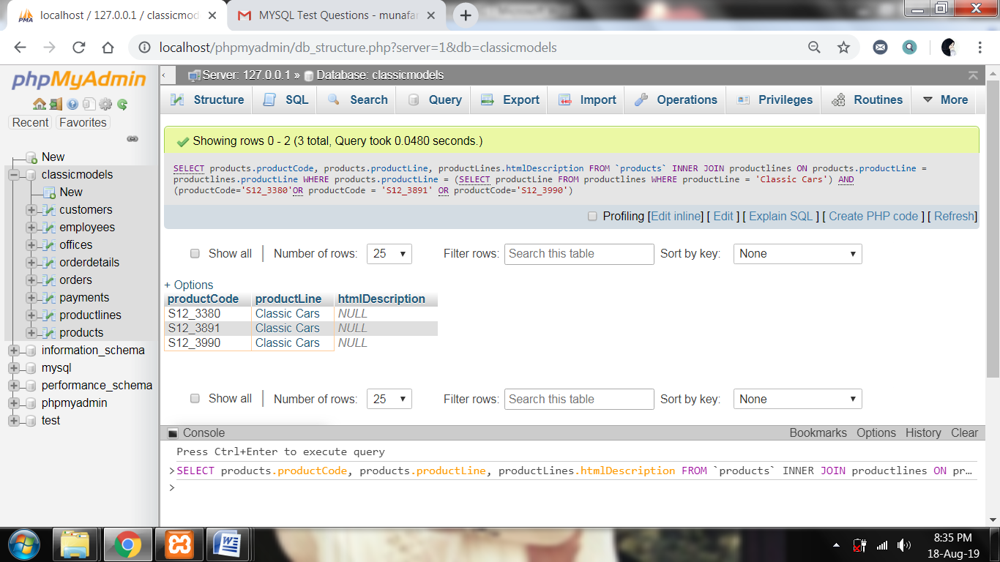 localhost / 127.0.0.1 / classicmod
MYSQL Test Questions - munafar
localhost/phpmyadmin/db_structure.php?server=1&db=classicmodels
phpMyAdmin
Recent Favorites
New
classicmodels
New
customers
employees
offices
orderdetails
orders
payments
productlines
products
information_schema
mysql
performance_schema
phpmyadmin
test
Server: 127.0.0.1 » Database: classicmodels
Structure SQL Search Query Export Import Operations Privileges Routines More
Showing rows 0 - 2 (3 total, Query took 0.0480 seconds.)
SELECT products.productCode, products.productLine, productLines.htmlDescription FROM `products` INNER JOIN productlines ON products.productLine =
productlines.productLine WHERE products.productLine = (SELECT productLine FROM productlines WHERE productLine = 'Classic Cars') AND
(productCode='S12_3380'OR productCode = 'S12_3891' OR productCode='S12_3990')
Profiling [Edit inline] [ Edit ] [ Explain SQL ] [ Create PHP code ] [ Refresh]
Show all Number of rows: 25 Filter rows: Search this table Sort by key: None
+ Options
productCode productLine htmlDescription
S12_3380 Classic Cars NULL
S12_3891 Classic Cars NULL
S12_3990 Classic Cars NULL
Show all Number of rows: 25 Filter rows: Search this table Sort by key: None
Console Bookmarks Options History Clear
Press Ctrl+Enter to execute query
>SELECT products.productCode, products.productLine, productLines.htmlDescription FROM `products` INNER JOIN productlines ON pr…
>
8:35 PM
18-Aug-19